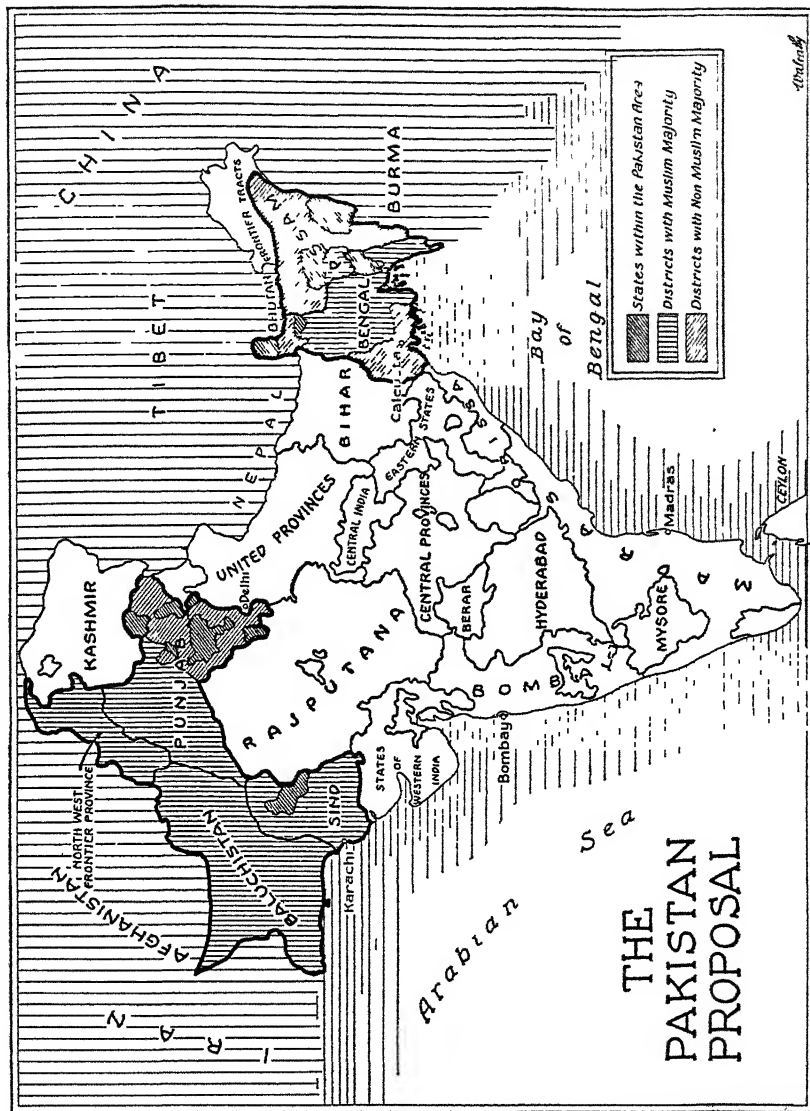 THE
PAKISTAN
PROPOSAL
States within the Pakistan Area
Districts with Muslim Majority
Districts with Non Muslim Majority
CHINA
TIBET
NEPAL
BHUTAN
FRONTIER TRACTS
ASSAM
BURMA
BENGAL
Calcutta
BIHAR
EASTERN STATES
ORISSA
KASHMIR
AFGHANISTAN
NORTH WEST
FRONTIER PROVINCE
PUNJAB
Delhi
UNITED PROVINCES
CENTRAL INDIA
CENTRAL PROVINCES
BERAR
RAJPUTANA
IRAN
BALUCHISTAN
SIND
Karachi
STATES
OF
WESTERN
INDIA
BOMBAY
Bombay
HYDERABAD
MYSORE
MADRAS
Madras
CEYLON
Arabian Sea
Bay
of
Bengal